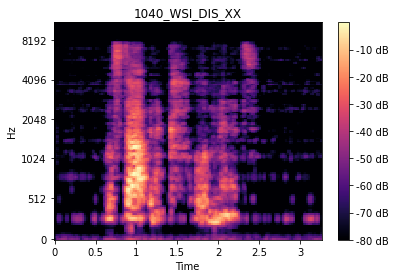 1040_WSI_DIS_XX
8192
4096
2048
1024
512
0
Hz
0 0.5 1 1.5 2 2.5 3
Time
-10 dB
-20 dB
-30 dB
-40 dB
-50 dB
-60 dB
-70 dB
-80 dB